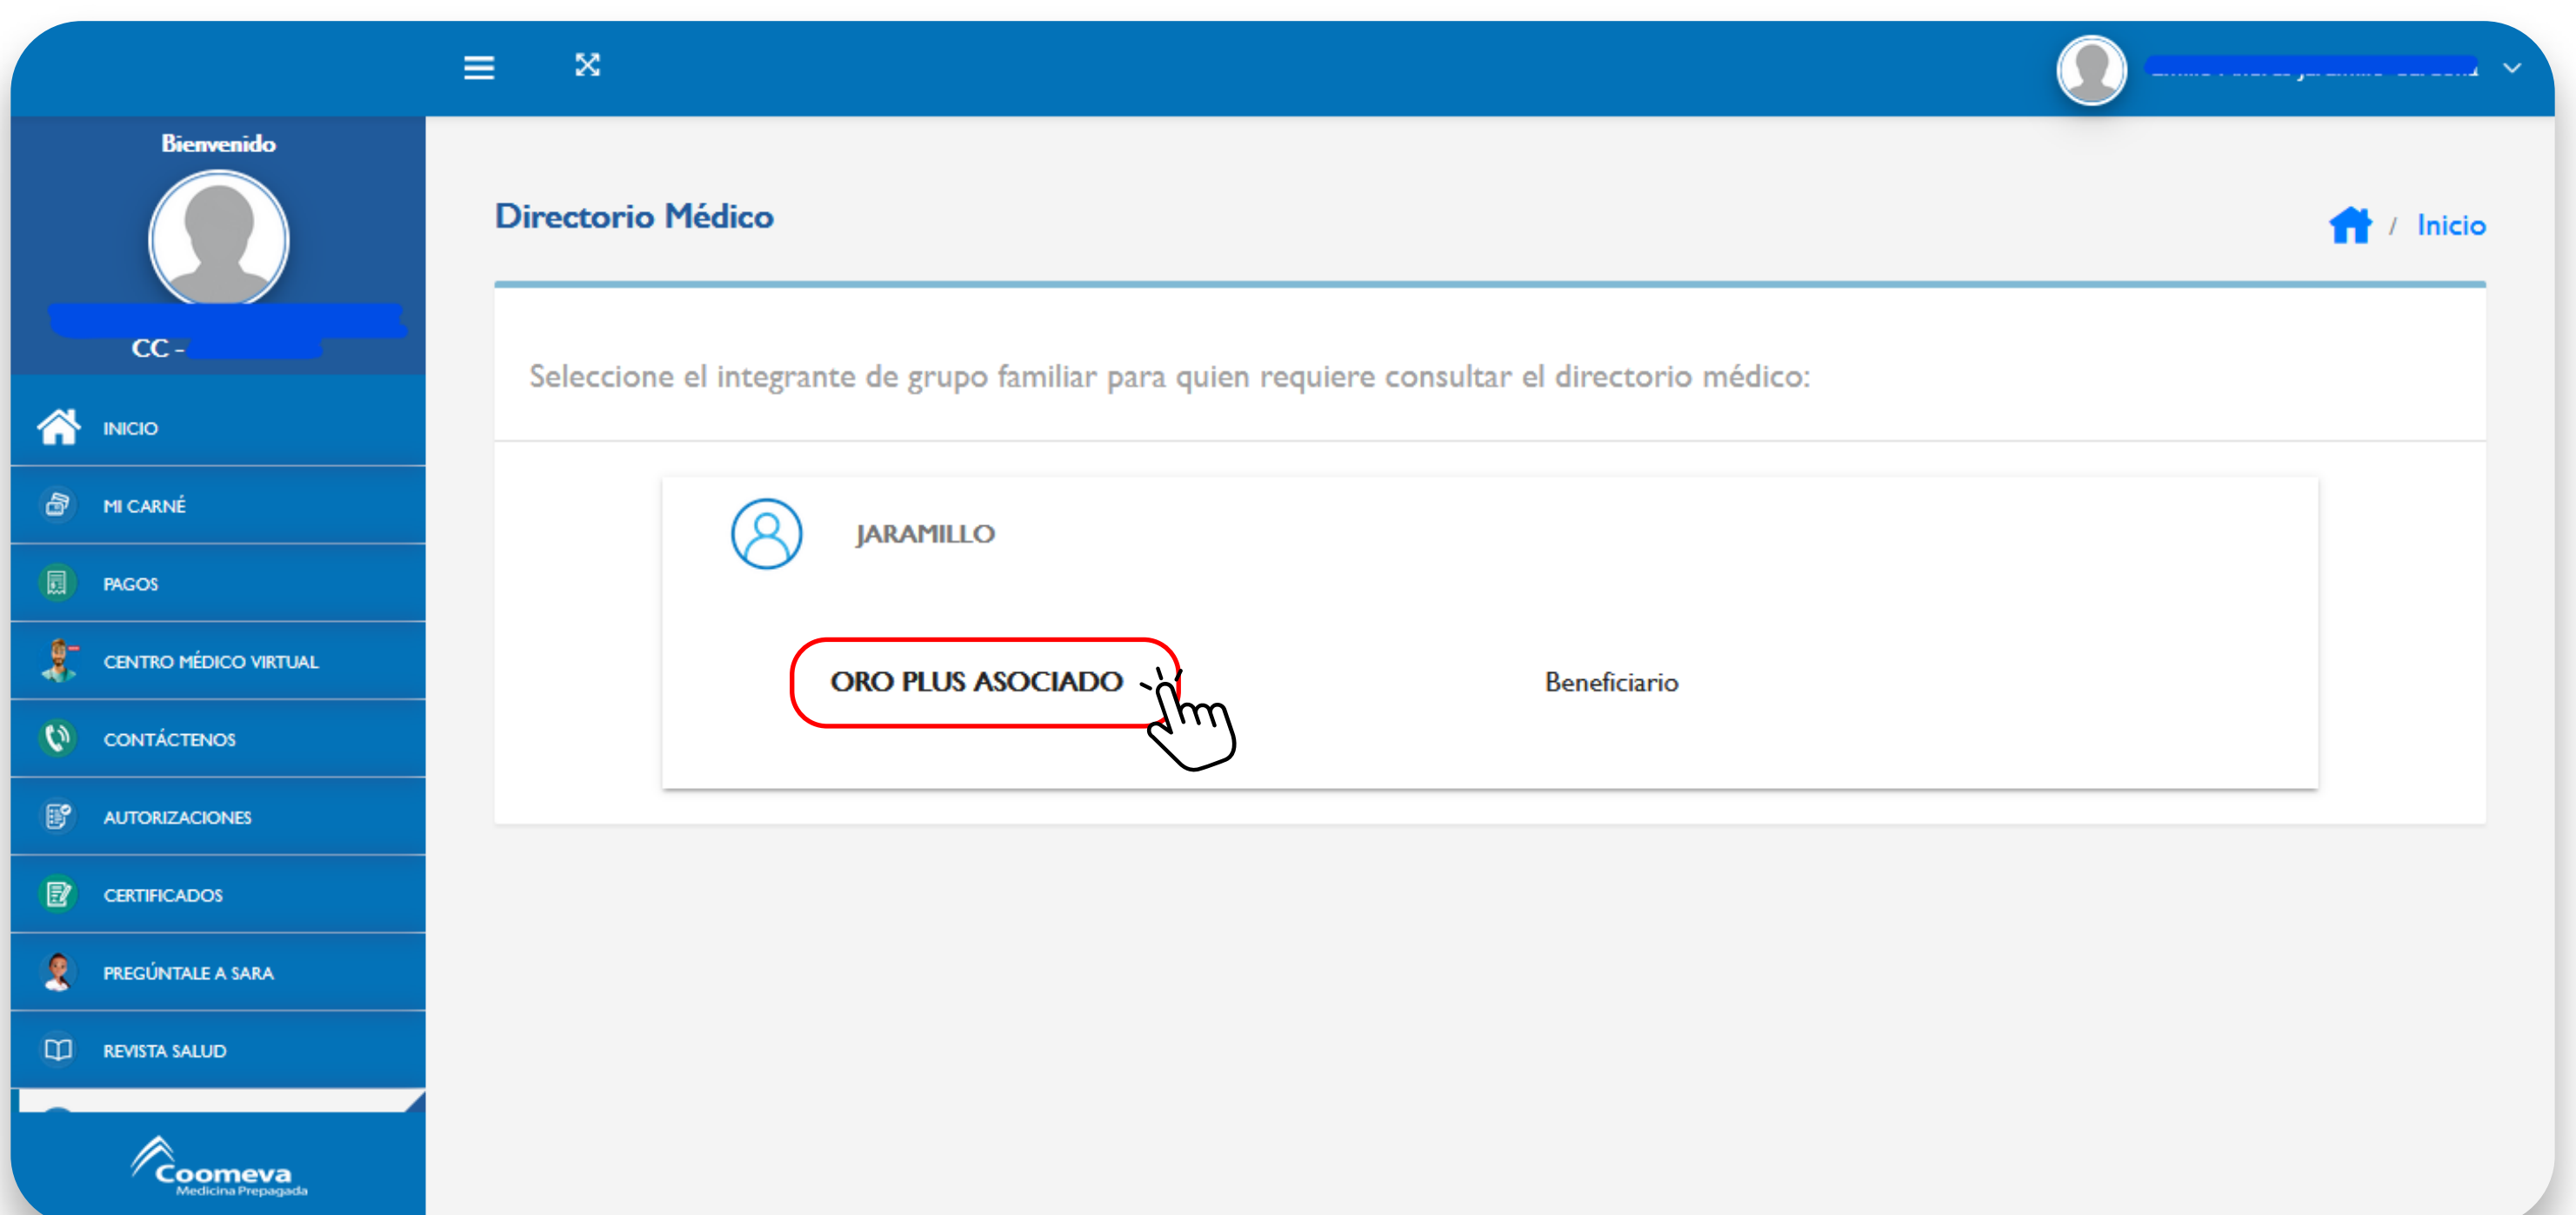 Bienvenido
CC -
INICIO
MI CARNÉ
PAGOS
CENTRO MÉDICO VIRTUAL
CONTÁCTENOS
AUTORIZACIONES
CERTIFICADOS
PREGÚNTALE A SARA
REVISTA SALUD
Coomeva
Medicina Prepagada
Directorio Médico
/ Inicio
Seleccione el integrante de grupo familiar para quien requiere consultar el directorio médico:
JARAMILLO
ORO PLUS ASOCIADO
Beneficiario